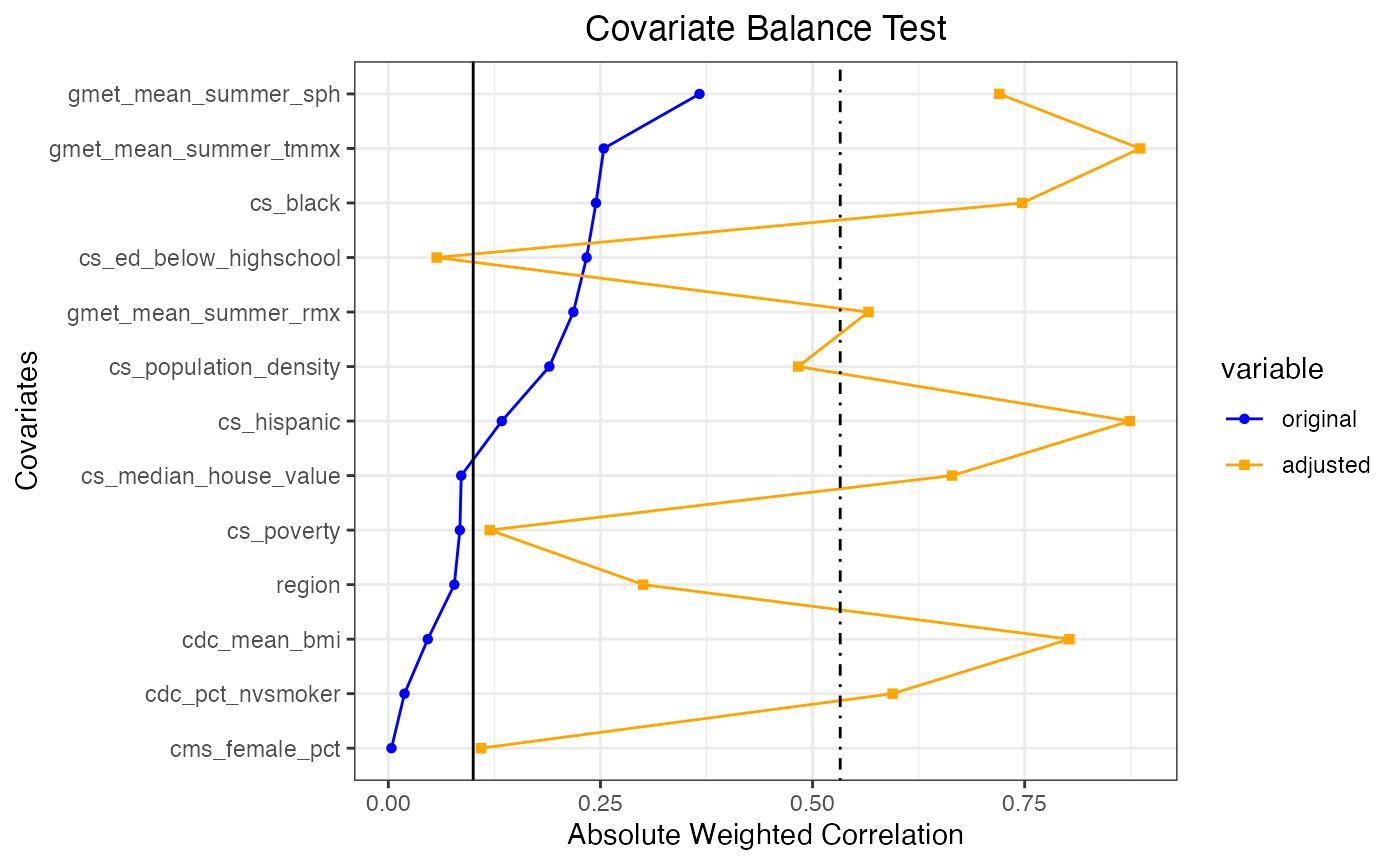 Covariate Balance Test
Covariates
gmet_mean_summer_sph
gmet_mean_summer_tmmx
cs_black
cs_ed_below_highschool
gmet_mean_summer_rmx
cs_population_density
cs_hispanic
cs_median_house_value
cs_poverty
region
cdc_mean_bmi
cdc_pct_nvsmoker
cms_female_pct
0.00 0.25 0.50 0.75
Absolute Weighted Correlation
variable
original
adjusted